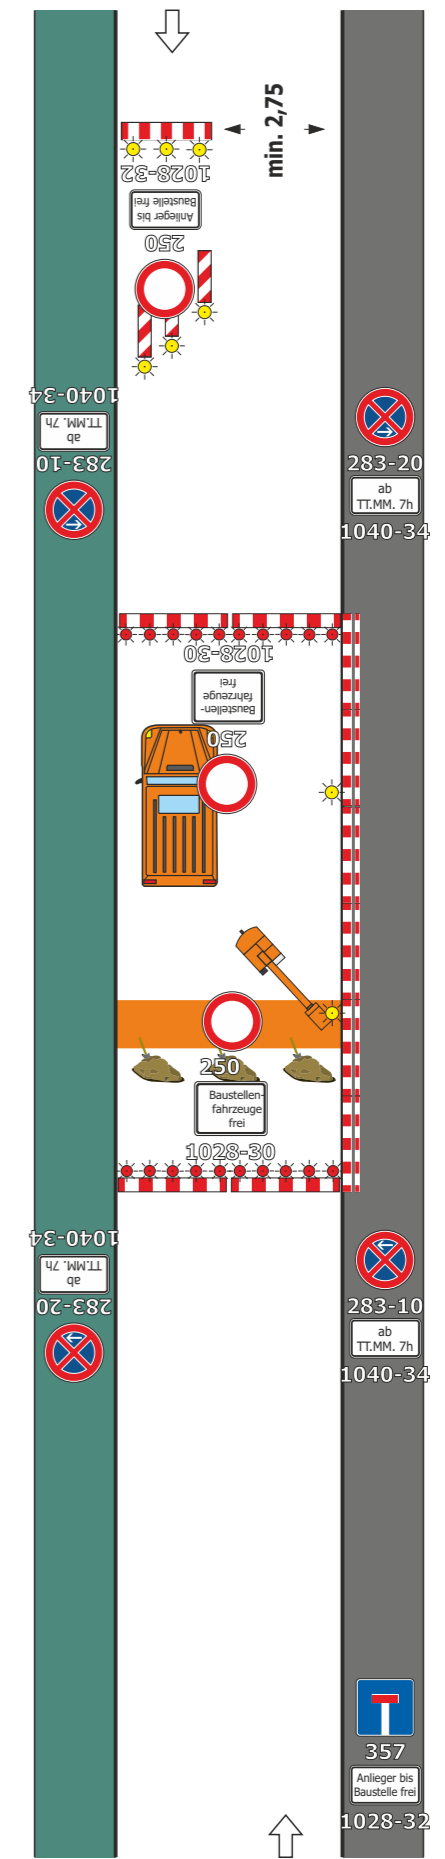 min. 2,75
1028-32
Anlieger bis
Baustelle frei
250
1040-34
ab
TT.MM. 7h
283-10
283-20
ab
TT.MM. 7h
1040-34
1028-30
Baustellen-
fahrzeuge
frei
250
250
Baustellen-
fahrzeuge
frei
1028-30
1040-34
ab
TT.MM. 7h
283-20
283-10
ab
TT.MM. 7h
1040-34
357
Anlieger bis
Baustelle frei
1028-32